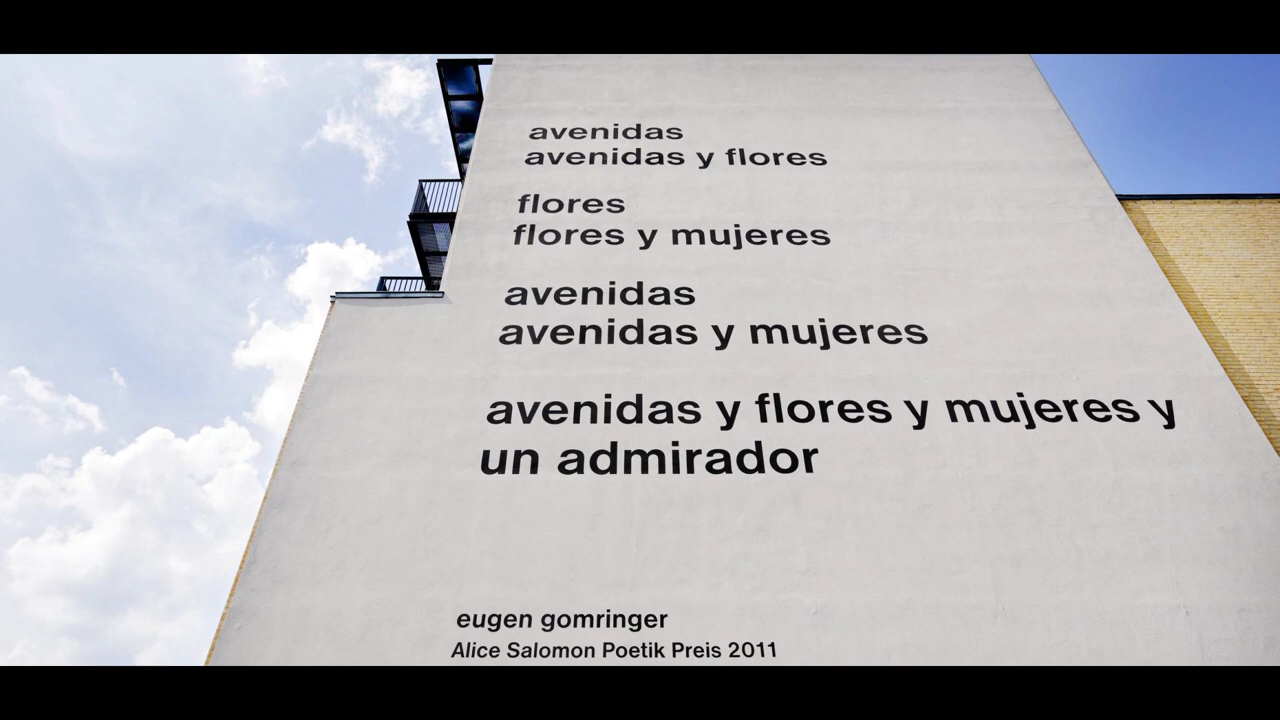 avenidas
avenidas y flores
flores
flores y mujeres
avenidas
avenidas y mujeres
avenidas y flores y mujeres y
un admirador
eugen gomringer
Alice Salomon Poetik Preis 2011